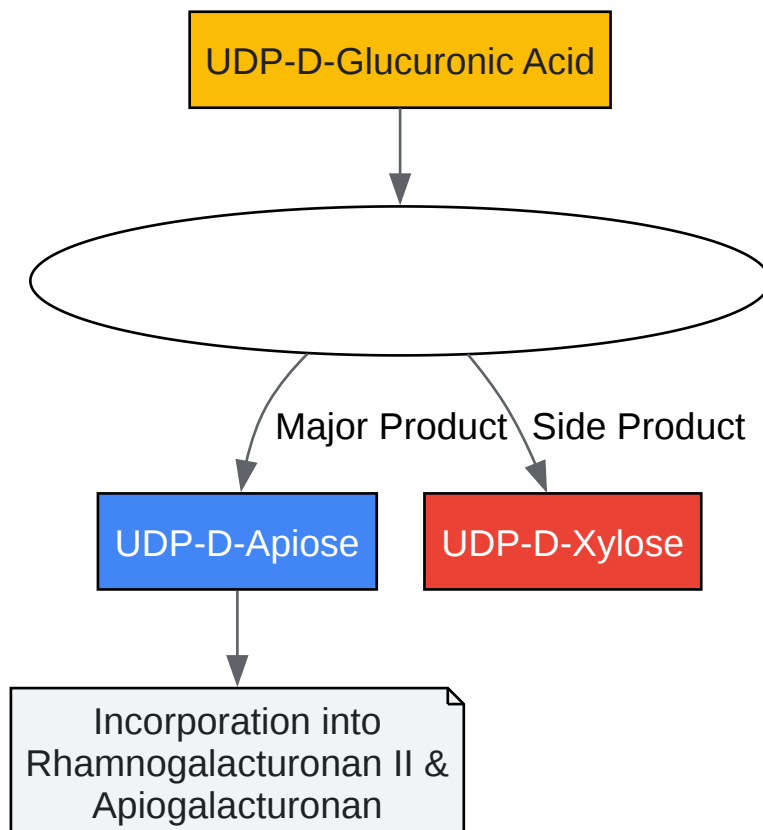 UDP-D-Glucuronic Acid
Major Product
Side Product
UDP-D-Apiose
UDP-D-Xylose
Incorporation into
Rhamnogalacturonan II &
Apiogalacturonan